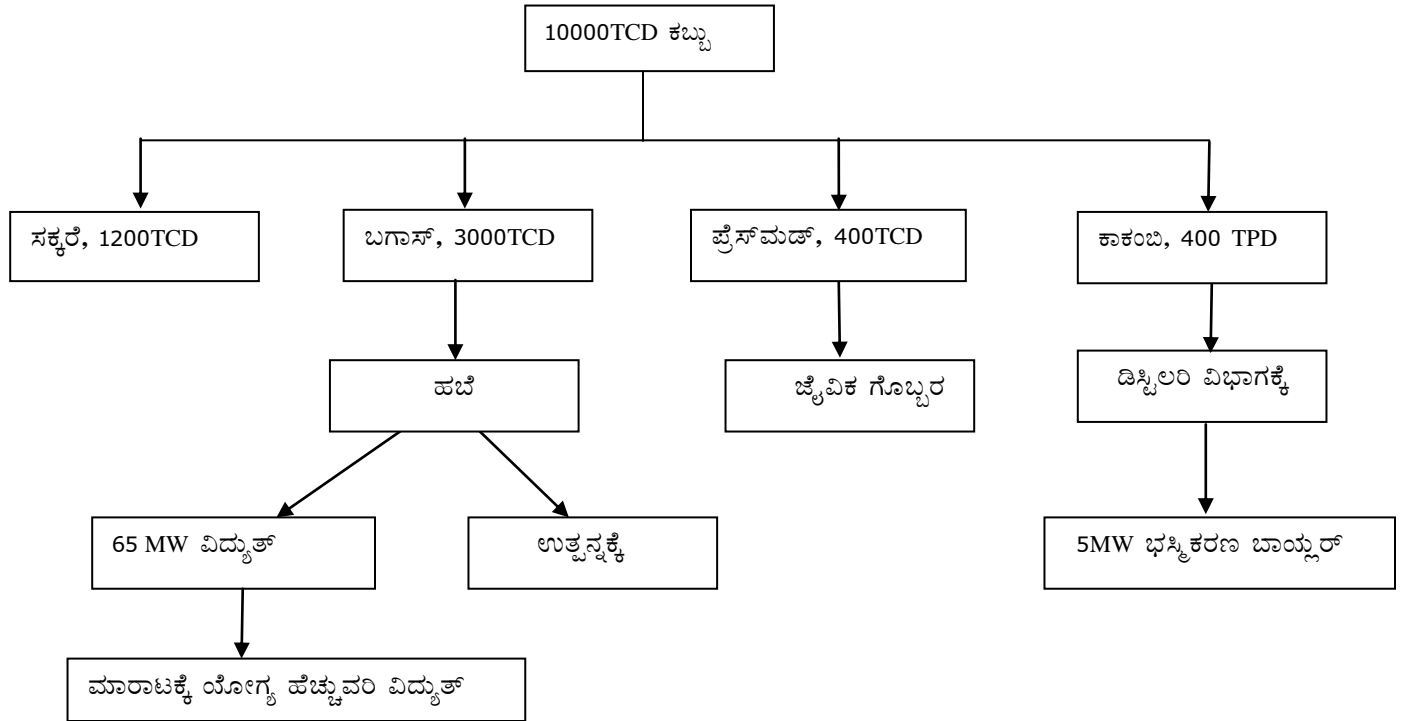 10000TCD ಕಬ್ಬು
ಸಕ್ಕರೆ, 1200TCD
ಬಗಾಸ್, 3000TCD
ಪ್ರೆಸ್‌ಮಡ್, 400TCD
ಕಾಕಂಬಿ, 400 TPD
ಹಬೆ
ಜೈವಿಕ ಗೊಬ್ಬರ
ಡಿಸ್ಟಿಲರಿ ವಿಭಾಗಕ್ಕೆ
65 MW ವಿದ್ಯುತ್
ಉತ್ಪನ್ನಕ್ಕೆ
5MW ಭಸ್ಮಿಕರಣ ಬಾಯ್ಲರ್
ಮಾರಾಟಕ್ಕೆ ಯೋಗ್ಯ ಹೆಚ್ಚುವರಿ ವಿದ್ಯುತ್